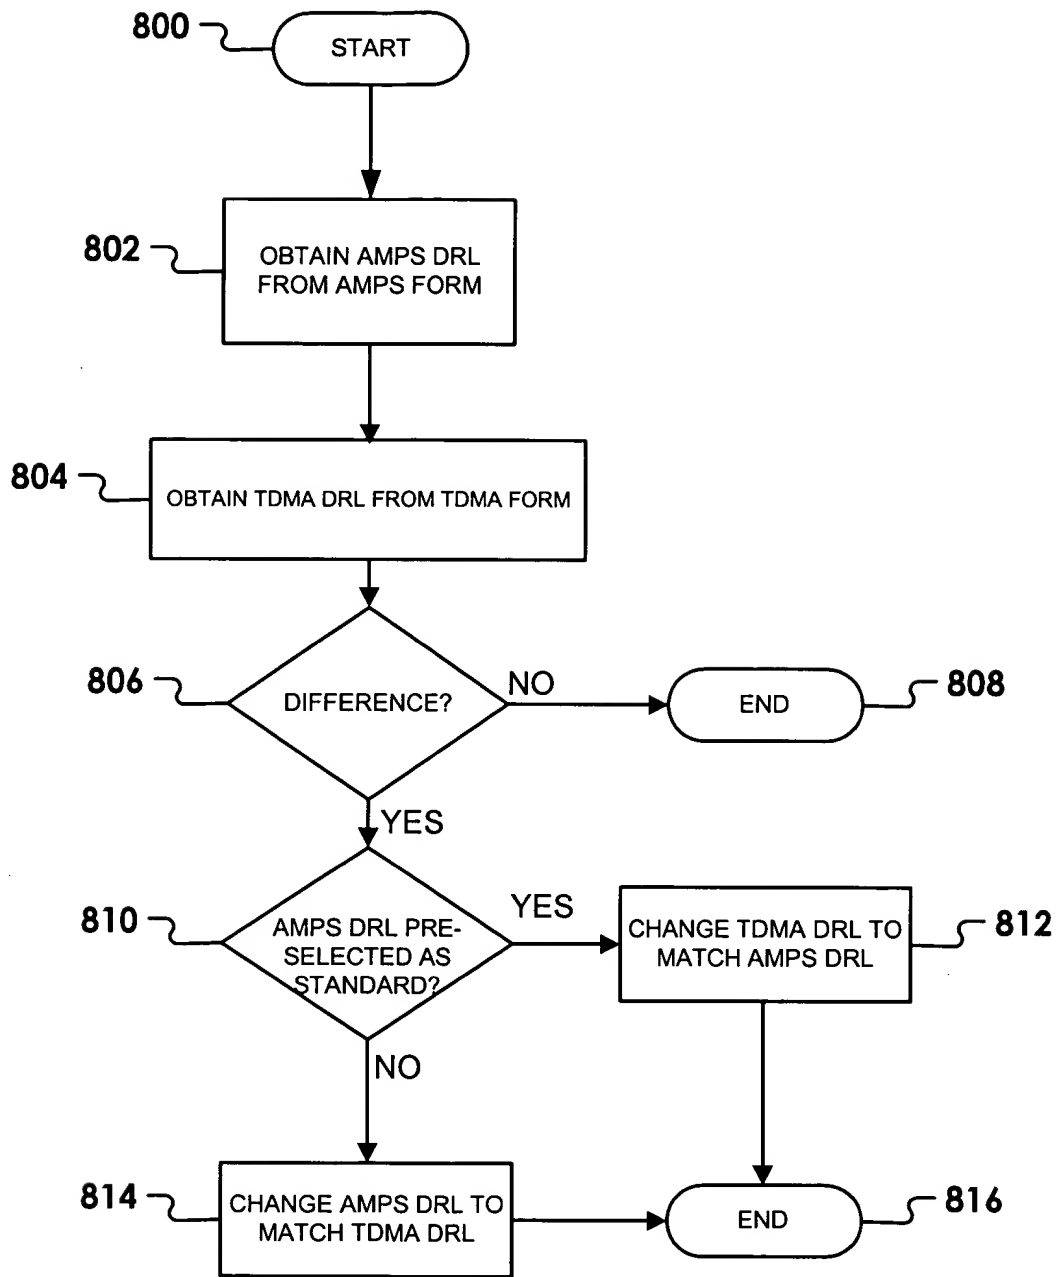 800
START
802
OBTAIN AMPS DRL
FROM AMPS FORM
804
OBTAIN TDMA DRL FROM TDMA FORM
806
DIFFERENCE?
NO
END
808
YES
810
AMPS DRL PRE-
SELECTED AS
STANDARD?
YES
CHANGE TDMA DRL TO
MATCH AMPS DRL
812
NO
814
CHANGE AMPS DRL TO
MATCH TDMA DRL
END
816